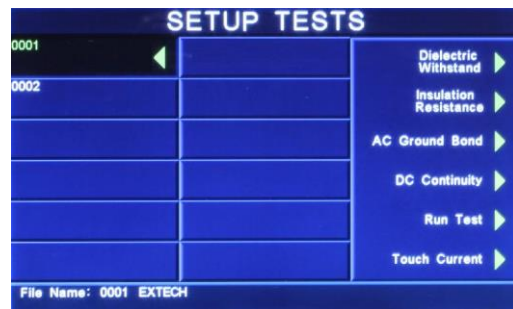 SETUP TESTS
0001
0002
Dielectric
Withstand
Insulation
Resistance
AC Ground Bond
DC Continuity
Run Test
Touch Current
File Name: 0001 EXTECH